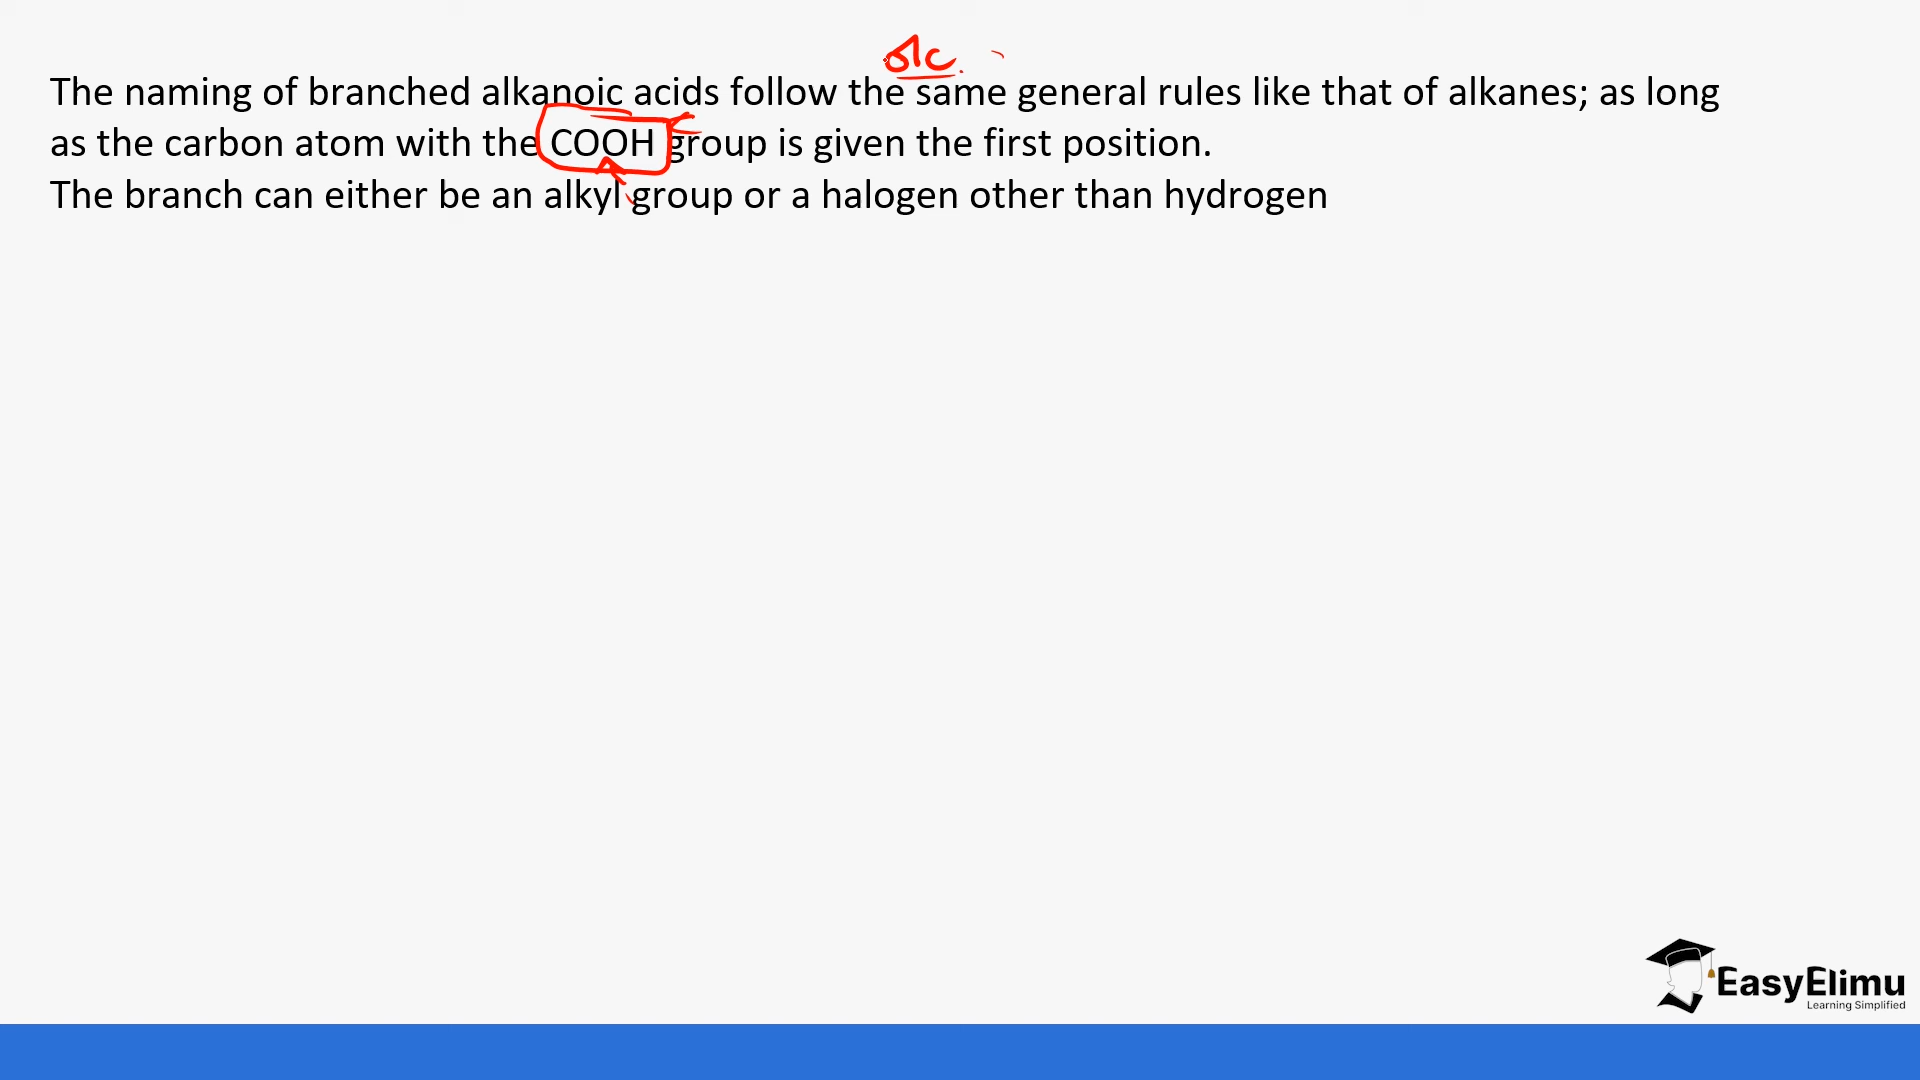 The naming of branched alkanoic acids follow the same general rules like that of alkanes; as long
as the carbon atom with the COOH group is given the first position.
The branch can either be an alkyl group or a halogen other than hydrogen
EasyElimu
Learning Simplified